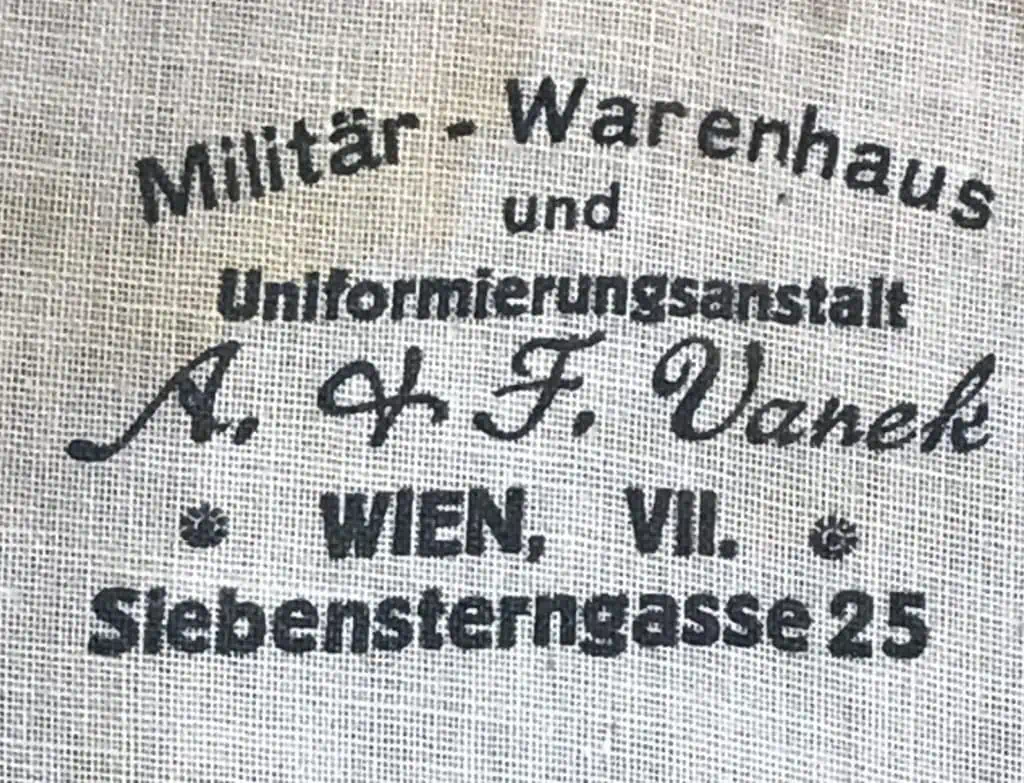 Militär - Warenhaus
und
Uniformierungsanstalt
A. & F. Vanek
WIEN, VII.
Siebensterngasse 25